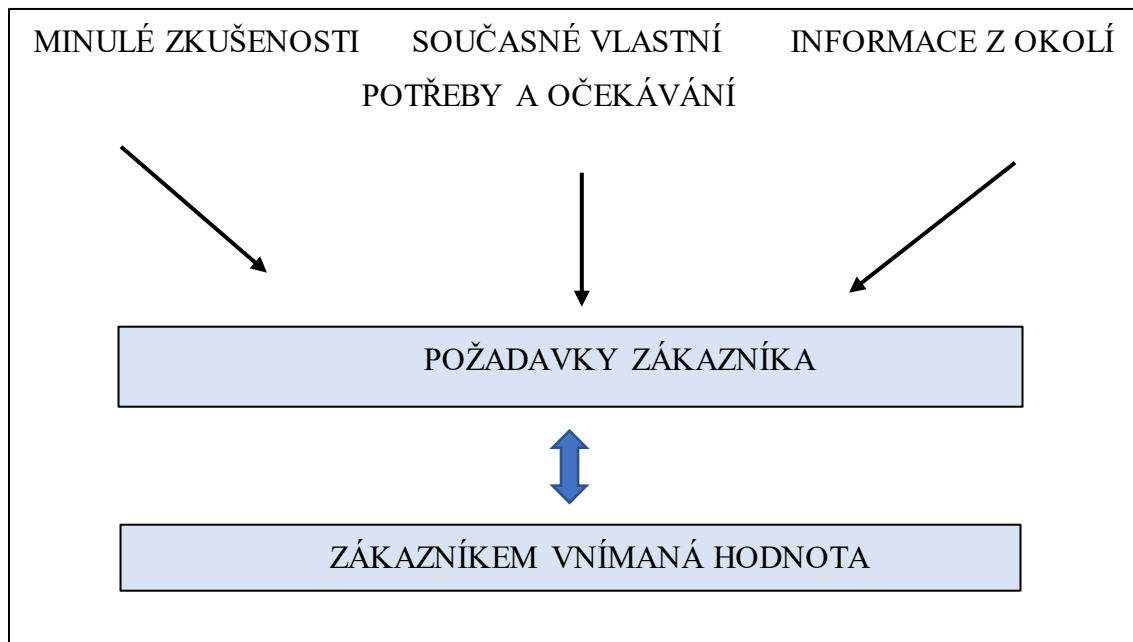 MINULÉ ZKUŠENOSTI SOUČASNÉ VLASTNÍ INFORMACE Z OKOLÍ
POTŘEBY A OČEKÁVÁNÍ
POŽADAVKY ZÁKAZNÍKA
ZÁKAZNÍKEM VNÍMANÁ HODNOTA